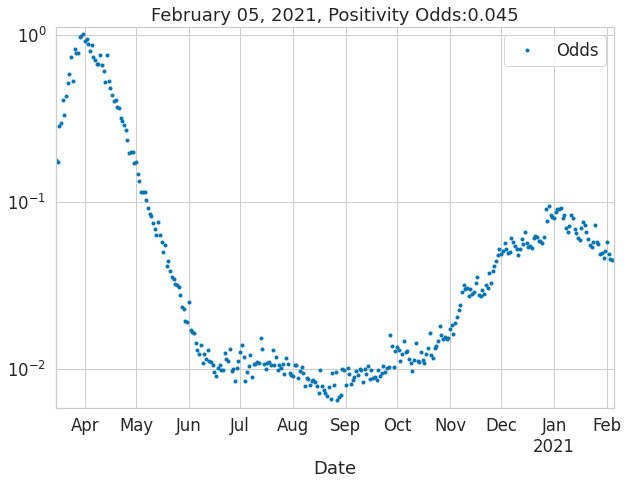 February 05, 2021, Positivity Odds:0.045
10⁰
10⁻¹
10⁻²
Odds
Apr May Jun Jul Aug Sep Oct Nov Dec Jan Feb
2021
Date